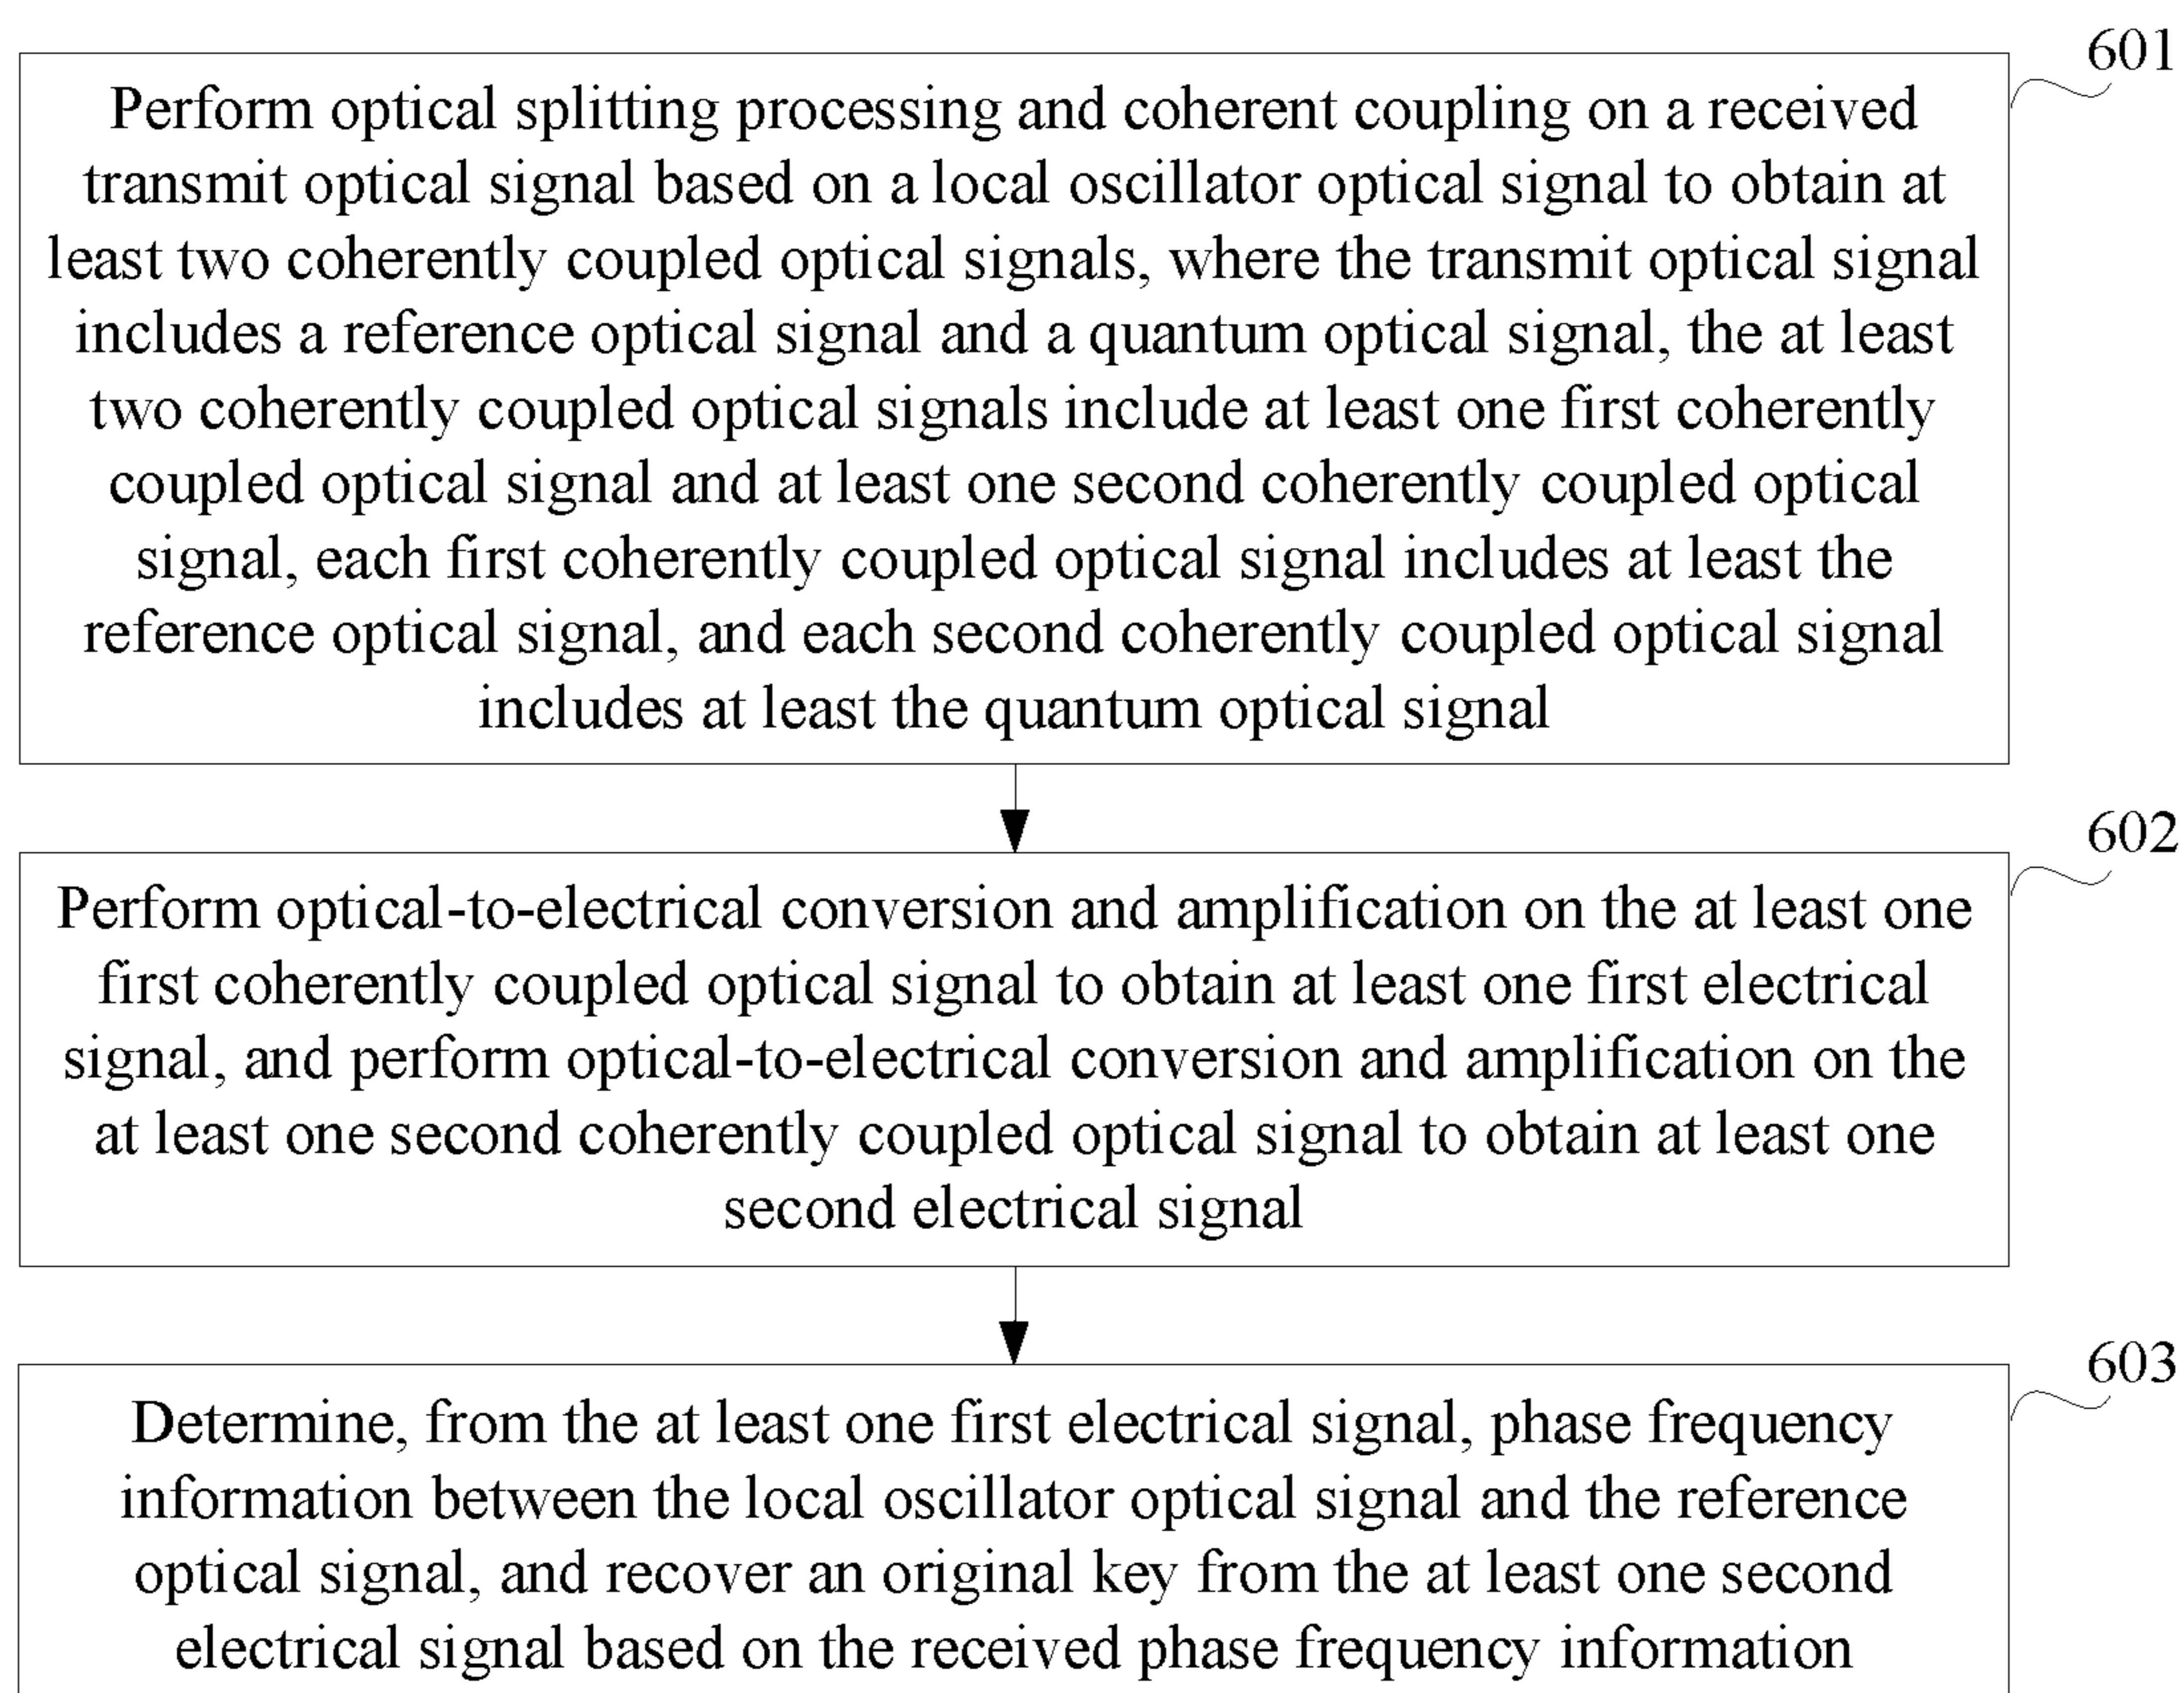 601
Perform optical splitting processing and coherent coupling on a received
transmit optical signal based on a local oscillator optical signal to obtain at
least two coherently coupled optical signals, where the transmit optical signal
includes a reference optical signal and a quantum optical signal, the at least
two coherently coupled optical signals include at least one first coherently
coupled optical signal and at least one second coherently coupled optical
signal, each first coherently coupled optical signal includes at least the
reference optical signal, and each second coherently coupled optical signal
includes at least the quantum optical signal
602
Perform optical-to-electrical conversion and amplification on the at least one
first coherently coupled optical signal to obtain at least one first electrical
signal, and perform optical-to-electrical conversion and amplification on the
at least one second coherently coupled optical signal to obtain at least one
second electrical signal
603
Determine, from the at least one first electrical signal, phase frequency
information between the local oscillator optical signal and the reference
optical signal, and recover an original key from the at least one second
electrical signal based on the received phase frequency information